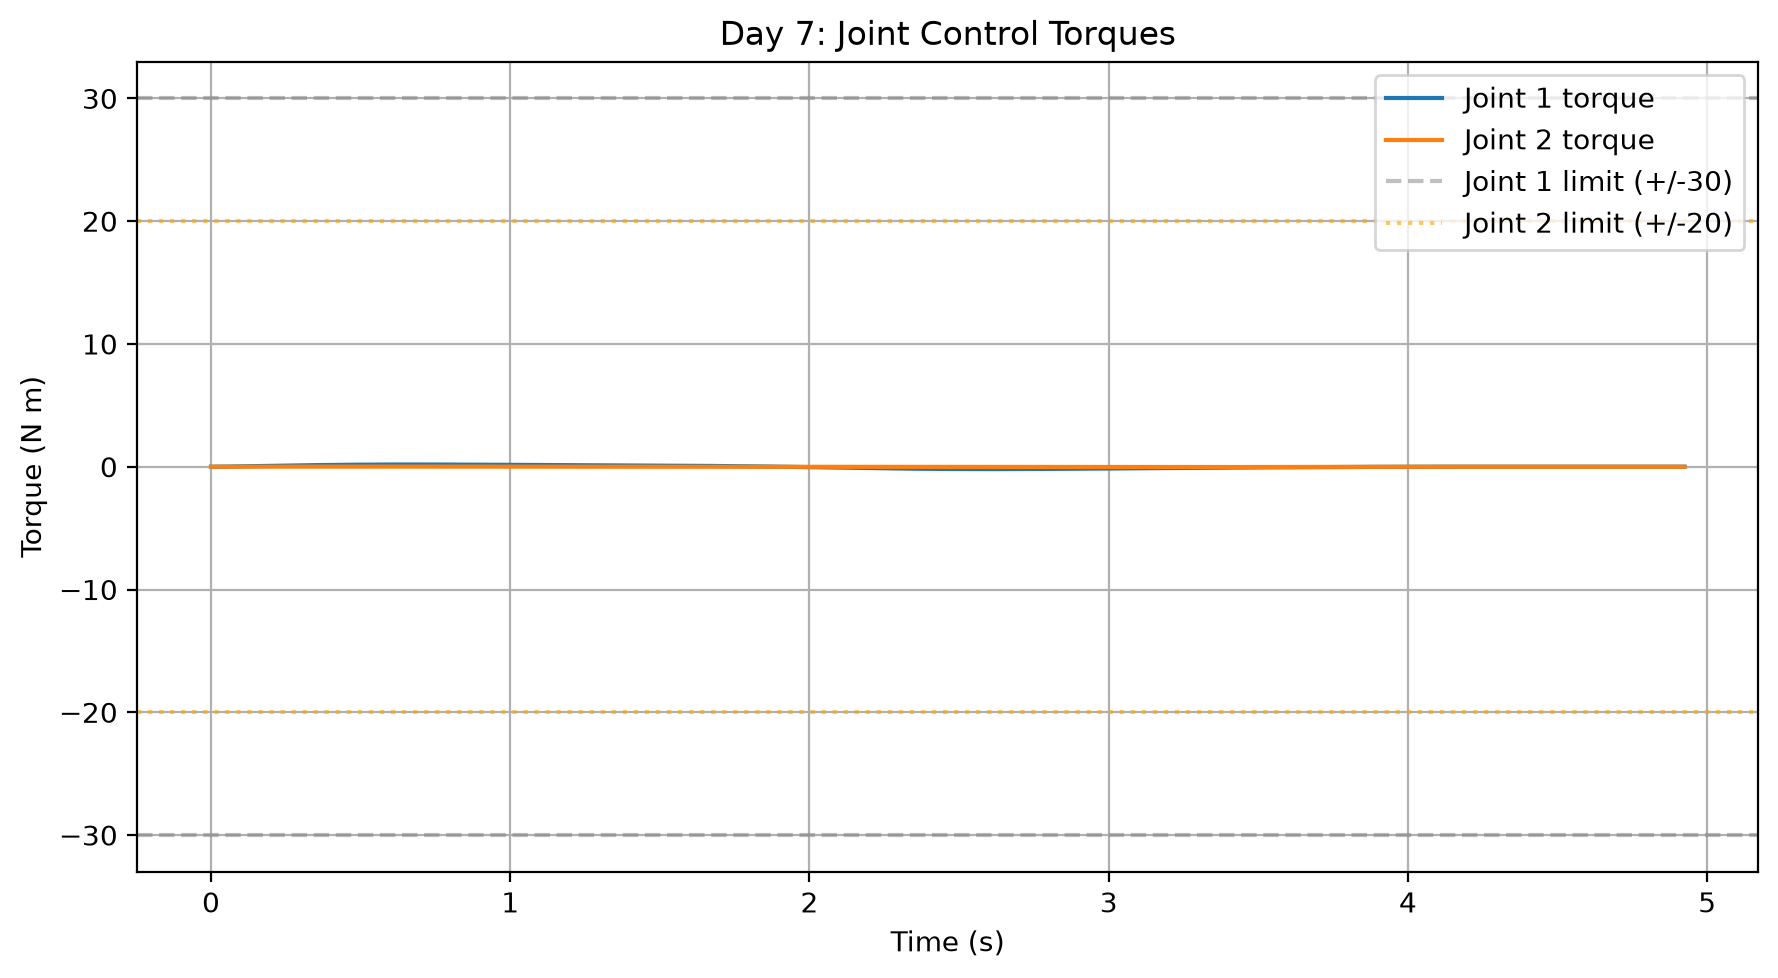 Day 7: Joint Control Torques
Joint 1 torque
Joint 2 torque
Joint 1 limit (+/-30)
Joint 2 limit (+/-20)
Torque (N m)
30
20
10
0
−10
−20
−30
0 1 2 3 4 5
Time (s)